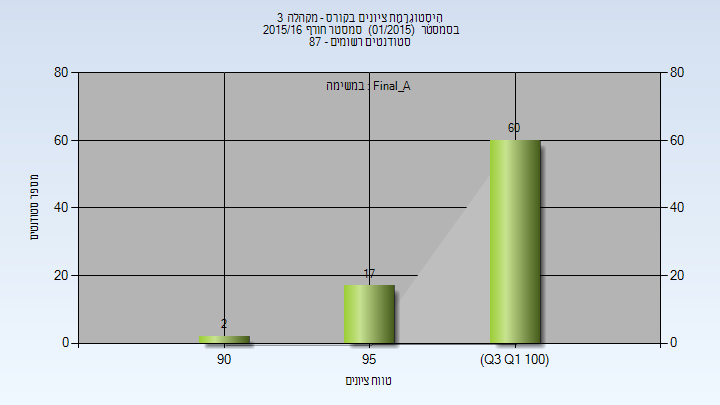 היסטוגרמת ציונים בקורס - מקהלה 3
בסמסטר (01/2015) סמסטר חורף 2015/16
סטודנטים רשומים - 87
במשימה : Final_A
80
60
40
20
0
80
60
40
20
0
2
17
60
90
95
(Q3 Q1 100)
מספר סטודנטים
טווח ציונים